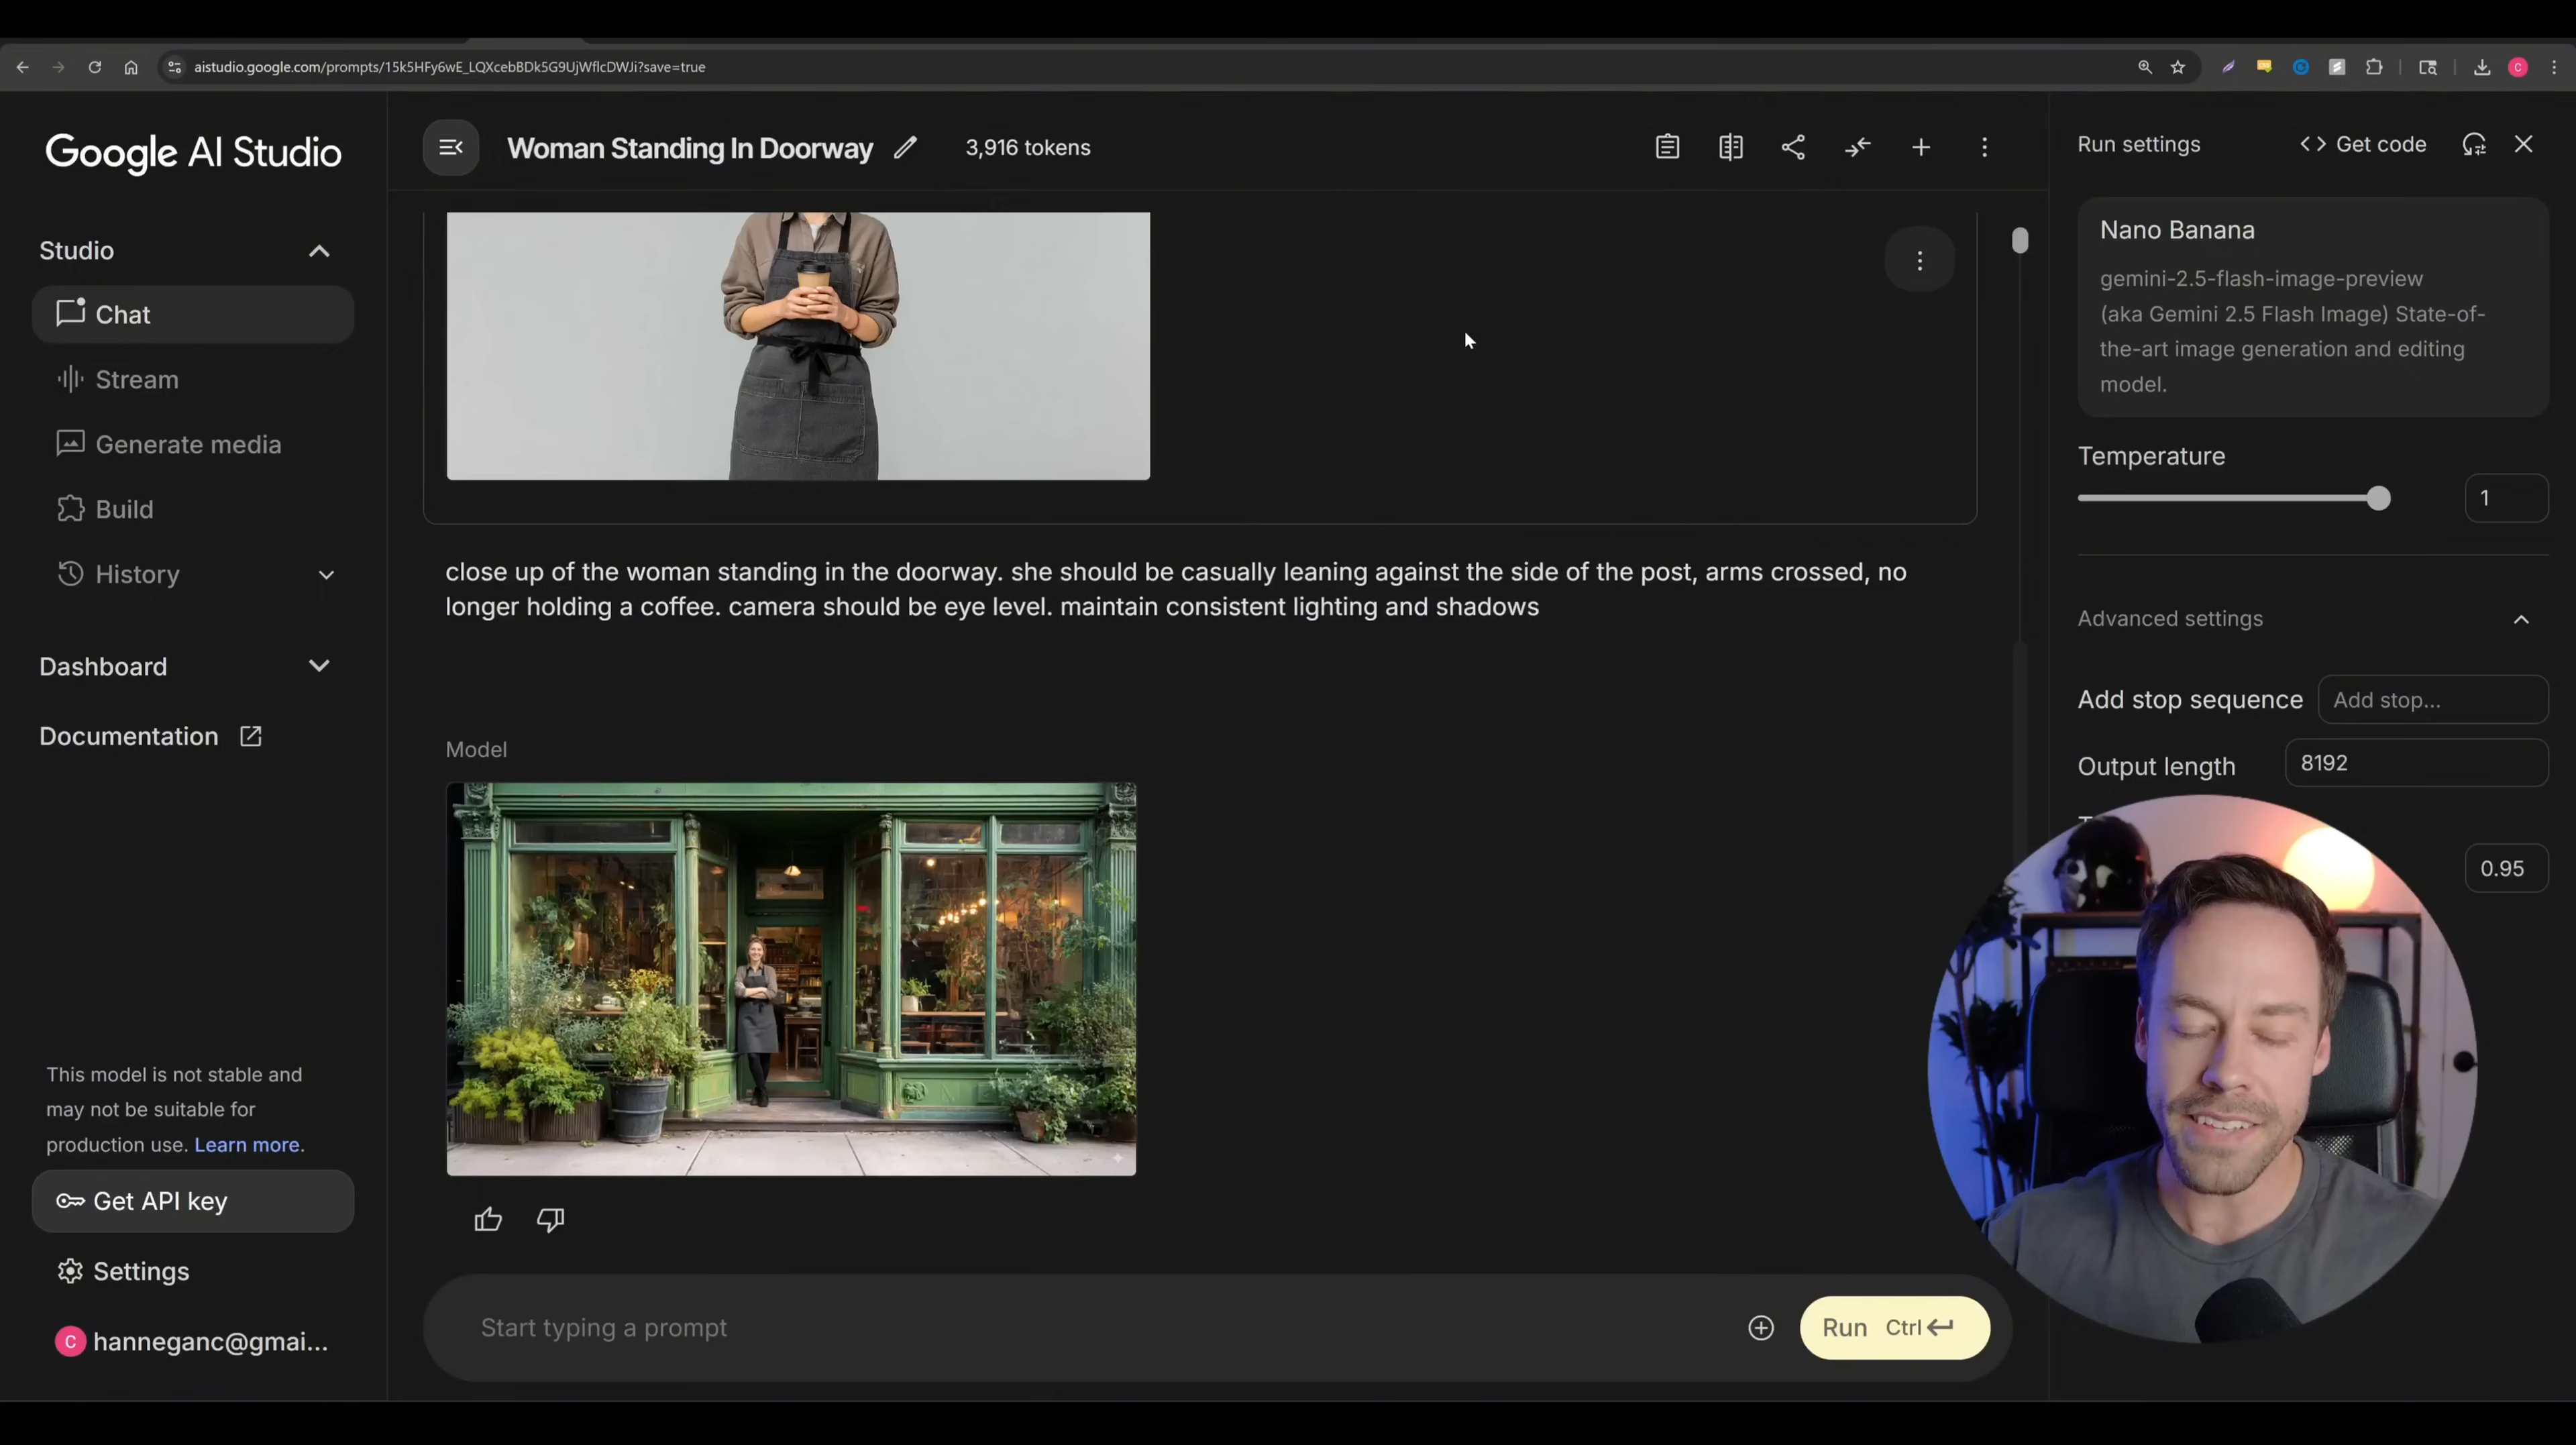 aistudio.google.com/prompts/15k5HFy6wE_LQXcebBDk5G9UjWflcDWJi?save=true
Google AI Studio
Studio
Chat
Stream
Generate media
Build
History
Dashboard
Documentation
This model is not stable and
may not be suitable for
production use. Learn more.
Get API key
Settings
C hanneganc@gmai...
Woman Standing In Doorway
3,916 tokens
close up of the woman standing in the doorway. she should be casually leaning against the side of the post, arms crossed, no
longer holding a coffee. camera should be eye level. maintain consistent lighting and shadows
Model
Start typing a prompt
Run Ctrl
Run settings
Get code
Nano Banana
gemini-2.5-flash-image-preview
(aka Gemini 2.5 Flash Image) State-of-
the-art image generation and editing
model.
Temperature
1
Advanced settings
Add stop sequence
Add stop...
Output length
8192
0.95